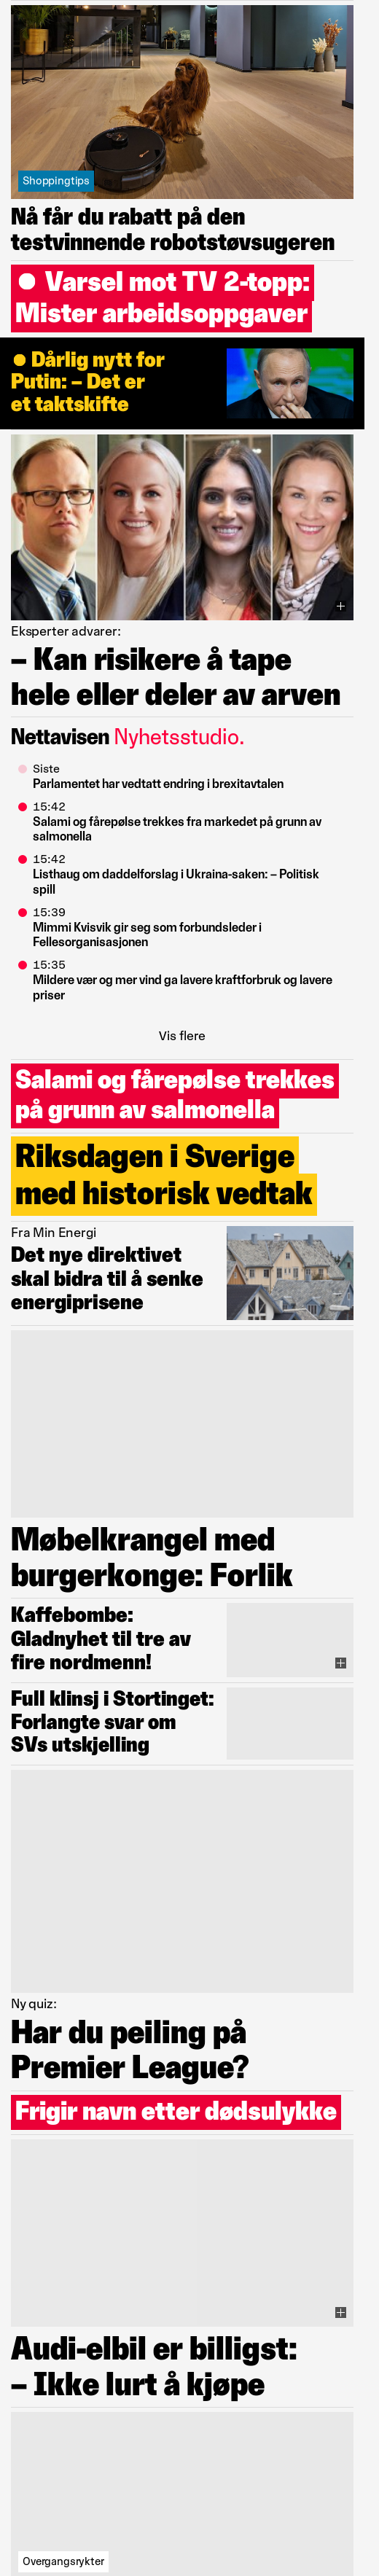 Shoppingtips
Nå får du rabatt på den
testvinnende robotstøvsugeren
Varsel mot TV 2-topp:
Mister arbeidsoppgaver
Dårlig nytt for
Putin: – Det er
et taktskifte
Eksperter advarer:
– Kan risikere å tape
hele eller deler av arven
Nettavisen Nyhetsstudio.
Siste
Parlamentet har vedtatt endring i brexitavtalen
15:42
Salami og fårepølse trekkes fra markedet på grunn av
salmonella
15:42
Listhaug om daddelforslag i Ukraina-saken: – Politisk
spill
15:39
Mimmi Kvisvik gir seg som forbundsleder i
Fellesorganisasjonen
15:35
Mildere vær og mer vind ga lavere kraftforbruk og lavere
priser
Vis flere
Salami og fårepølse trekkes
på grunn av salmonella
Riksdagen i Sverige
med historisk vedtak
Fra Min Energi
Det nye direktivet
skal bidra til å senke
energiprisene
Møbelkrangel med
burgerkonge: Forlik
Kaffebombe:
Gladnyhet til tre av
fire nordmenn!
Full klinsj i Stortinget:
Forlangte svar om
SVs utskjelling
Ny quiz:
Har du peiling på
Premier League?
Frigir navn etter dødsulykke
Audi-elbil er billigst:
– Ikke lurt å kjøpe
Overgangsrykter